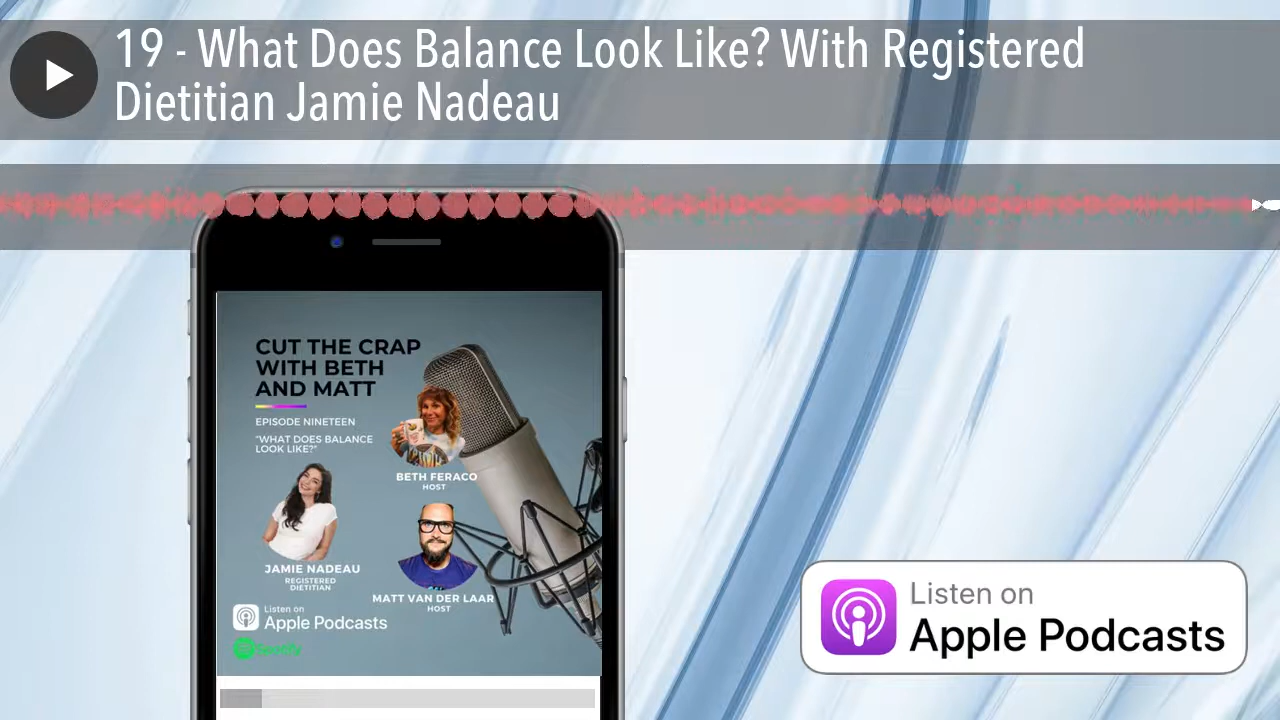 19 - What Does Balance Look Like? With Registered
Dietitian Jamie Nadeau
CUT THE CRAP
WITH BETH
AND MATT
EPISODE NINETEEN
"WHAT DOES BALANCE
LOOK LIKE?"
BETH FERACO
HOST
JAMIE NADEAU
REGISTERED
DIETITIAN
MATT VAN DER LAAR
HOST
Listen on
Apple Podcasts
Spotify
Listen on
Apple Podcasts